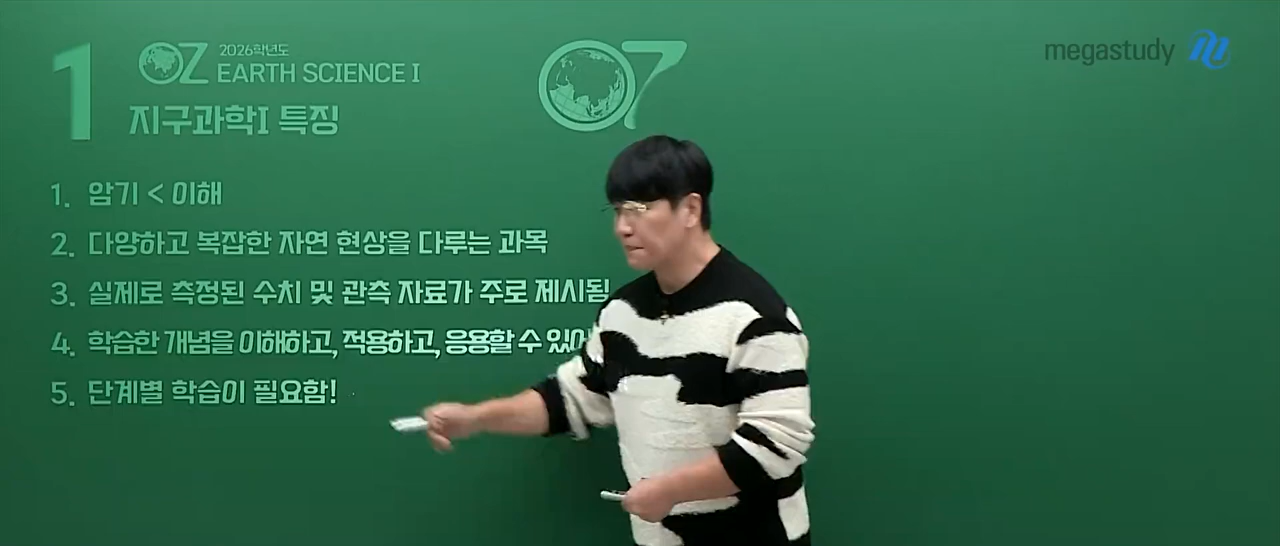 1
OZ 2026학년도
EARTH SCIENCE I
지구과학I 특징
OZ
megastudy
1. 암기 < 이해
2. 다양하고 복잡한 자연 현상을 다루는 과목
3. 실제로 측정된 수치 및 관측 자료가 주로 제시됨
4. 학습한 개념을 이해하고, 적용하고, 응용할 수
5. 단계별 학습이 필요함!